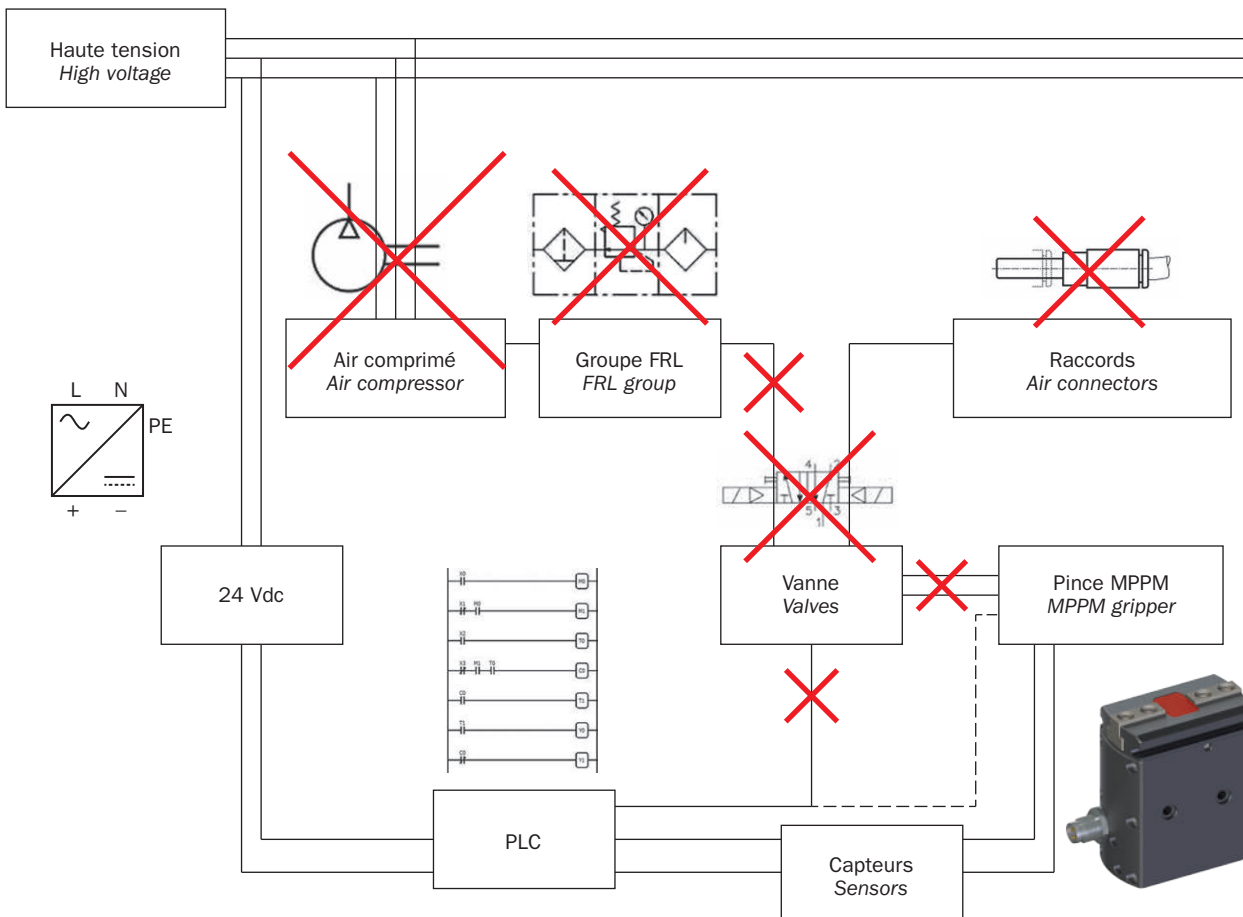 Haute tension
High voltage
Air comprimé
Air compressor
Groupe FRL
FRL group
Raccords
Air connectors
L N
PE
+ −
4 2
5 3
1
24 Vdc
Vanne
Valves
Pince MPPM
MPPM gripper
PLC
Capteurs
Sensors